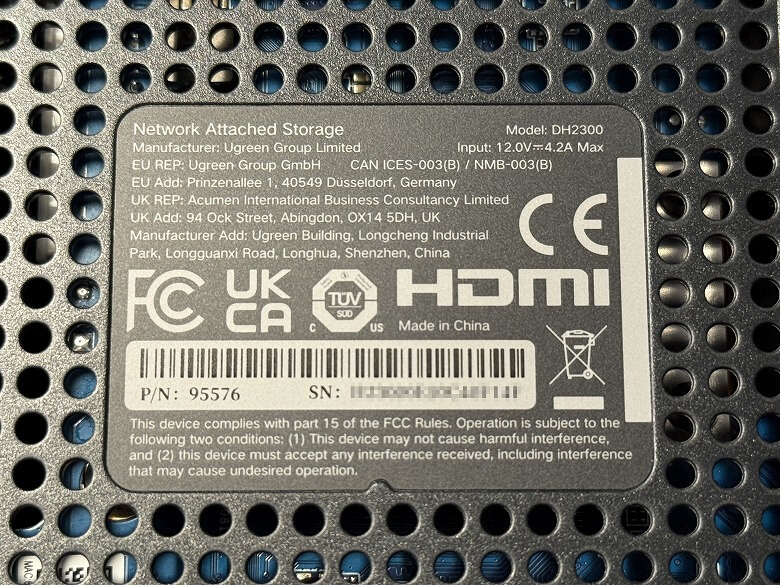 Network Attached Storage Model: DH2300
Manufacturer: Ugreen Group Limited Input: 12.0V⎓4.2A Max
EU REP: Ugreen Group GmbH CAN ICES-003(B) / NMB-003(B)
EU Add: Prinzenallee 1, 40549 Düsseldorf, Germany
UK REP: Acumen International Business Consultancy Limited
UK Add: 94 Ock Street, Abingdon, OX14 5DH, UK
Manufacturer Add: Ugreen Building, Longcheng Industrial
Park, Longguanxi Road, Longhua, Shenzhen, China
CE
FC
UK
CA
TÜV
SÜD
C US
HDMI
Made in China
P/N: 95576 SN:
This device complies with part 15 of the FCC Rules. Operation is subject to the
following two conditions: (1) This device may not cause harmful interference,
and (2) this device must accept any interference received, including interference
that may cause undesired operation.
MAC